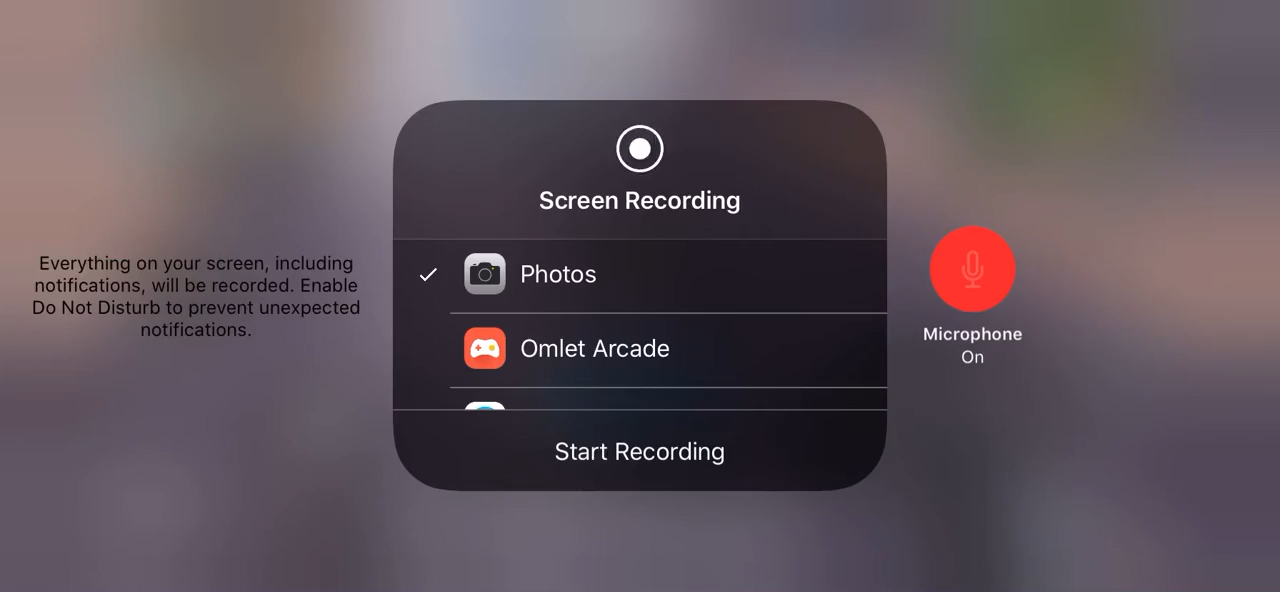 Screen Recording
Everything on your screen, including
notifications, will be recorded. Enable
Do Not Disturb to prevent unexpected
notifications.
Photos
Omlet Arcade
Start Recording
Microphone
On